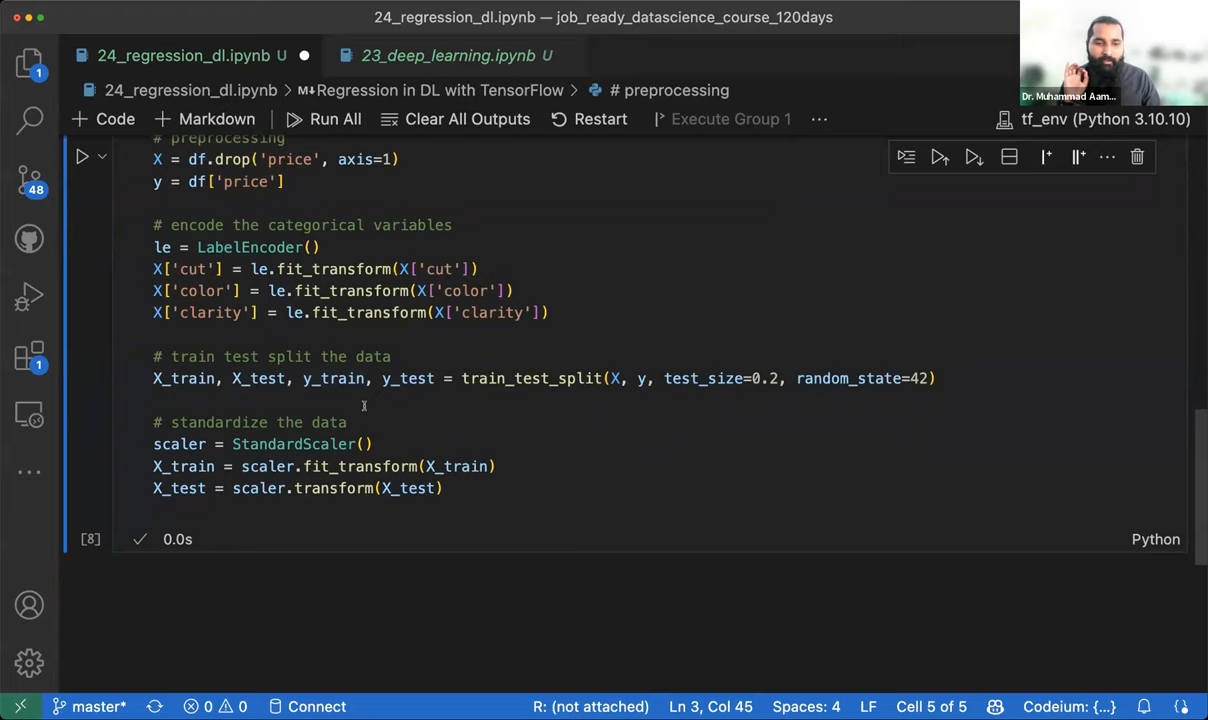 24_regression_dl.ipynb — job_ready_datascience_course_120days
24_regression_dl.ipynb U
23_deep_learning.ipynb U
24_regression_dl.ipynb > M↓Regression in DL with TensorFlow > # preprocessing
Dr. Muhammad Aam...
+ Code + Markdown Run All Clear All Outputs Restart Execute Group 1 ...
tf_env (Python 3.10.10)
1
48
1
# preprocessing
X = df.drop('price', axis=1)
y = df['price']
# encode the categorical variables
le = LabelEncoder()
X['cut'] = le.fit_transform(X['cut'])
X['color'] = le.fit_transform(X['color'])
X['clarity'] = le.fit_transform(X['clarity'])
# train test split the data
X_train, X_test, y_train, y_test = train_test_split(X, y, test_size=0.2, random_state=42)
# standardize the data
scaler = StandardScaler()
X_train = scaler.fit_transform(X_train)
X_test = scaler.transform(X_test)
[8] ✓ 0.0s
Python
master* 0 0 Connect
R: (not attached) Ln 3, Col 45 Spaces: 4 LF Cell 5 of 5 Codeium: {...}